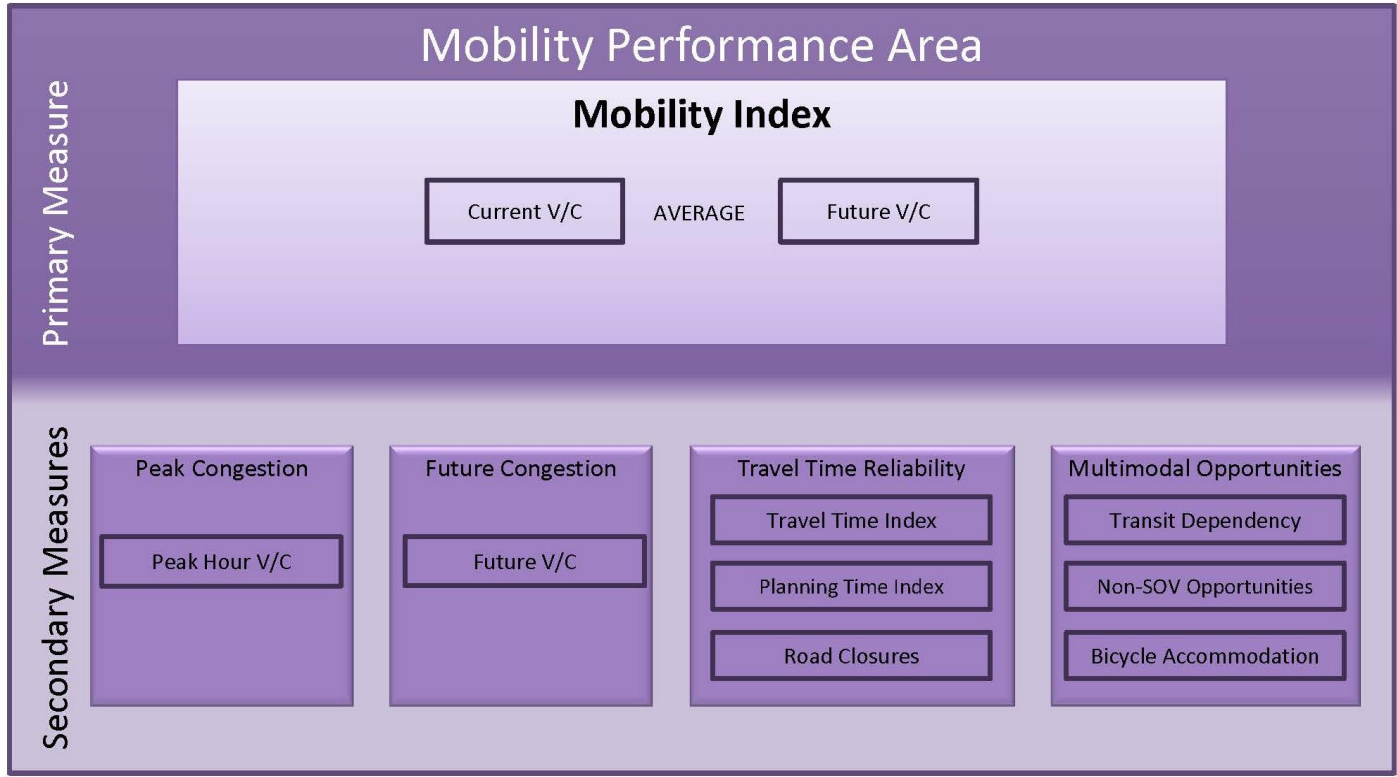 Mobility Performance Area
Primary Measure
Mobility Index
Current V/C
AVERAGE
Future V/C
Secondary Measures
Peak Congestion
Peak Hour V/C
Future Congestion
Future V/C
Travel Time Reliability
Travel Time Index
Planning Time Index
Road Closures
Multimodal Opportunities
Transit Dependency
Non-SOV Opportunities
Bicycle Accommodation